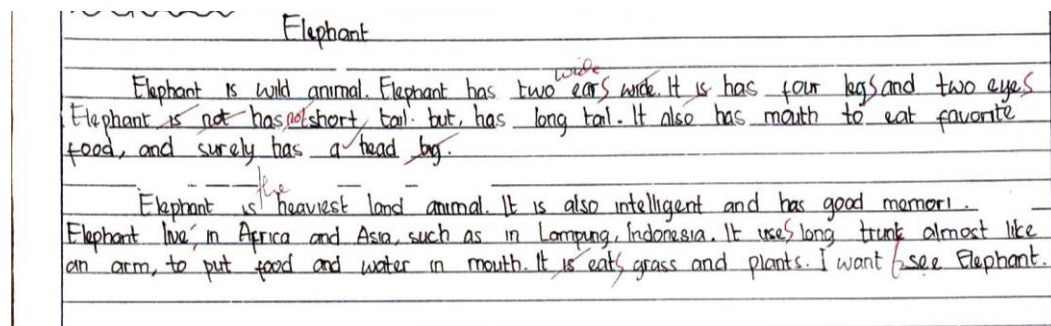 Elephant
wide
Elephant is wild animal. Elephant has two ears wide. It is has four legs and two eyes
Elephant is not has not short, tail. but, has long tail. It also has mouth to eat favorite
food, and surely has a head big.
the
Elephant is heaviest land animal. It is also intelligent and has good memori.
Elephant live, in Africa and Asia, such as in Lampung, Indonesia. It uses long trunk almost like
an arm, to put food and water in mouth. It is eats grass and plants. I want to see Elephant.